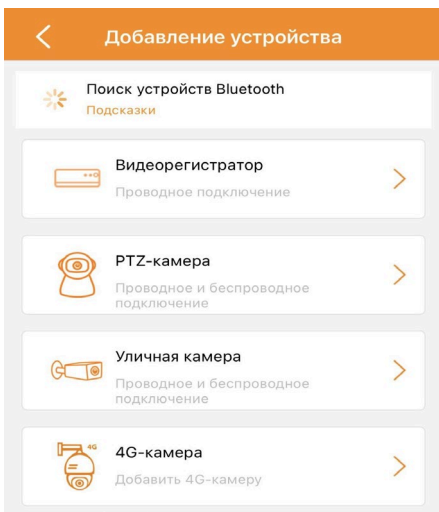 Добавление устройства
Поиск устройств Bluetooth
Подсказки
Видеорегистратор
Проводное подключение
PTZ-камера
Проводное и беспроводное
подключение
Уличная камера
Проводное и беспроводное
подключение
4G
4G-камера
Добавить 4G-камеру